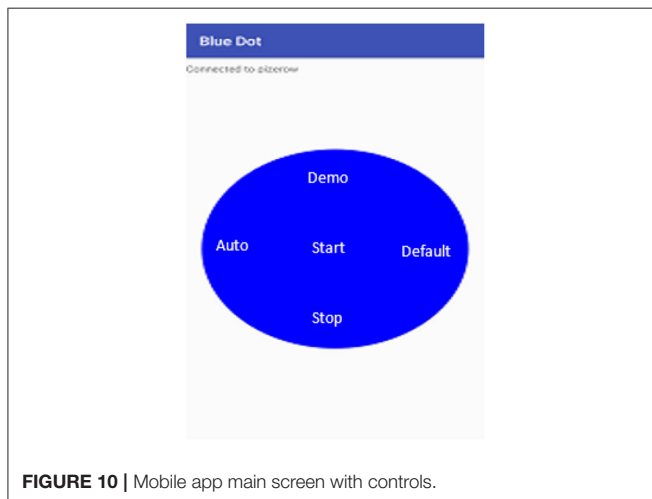 Blue Dot
Connected to pizerow
Demo
Auto Start Default
Stop
FIGURE 10 | Mobile app main screen with controls.